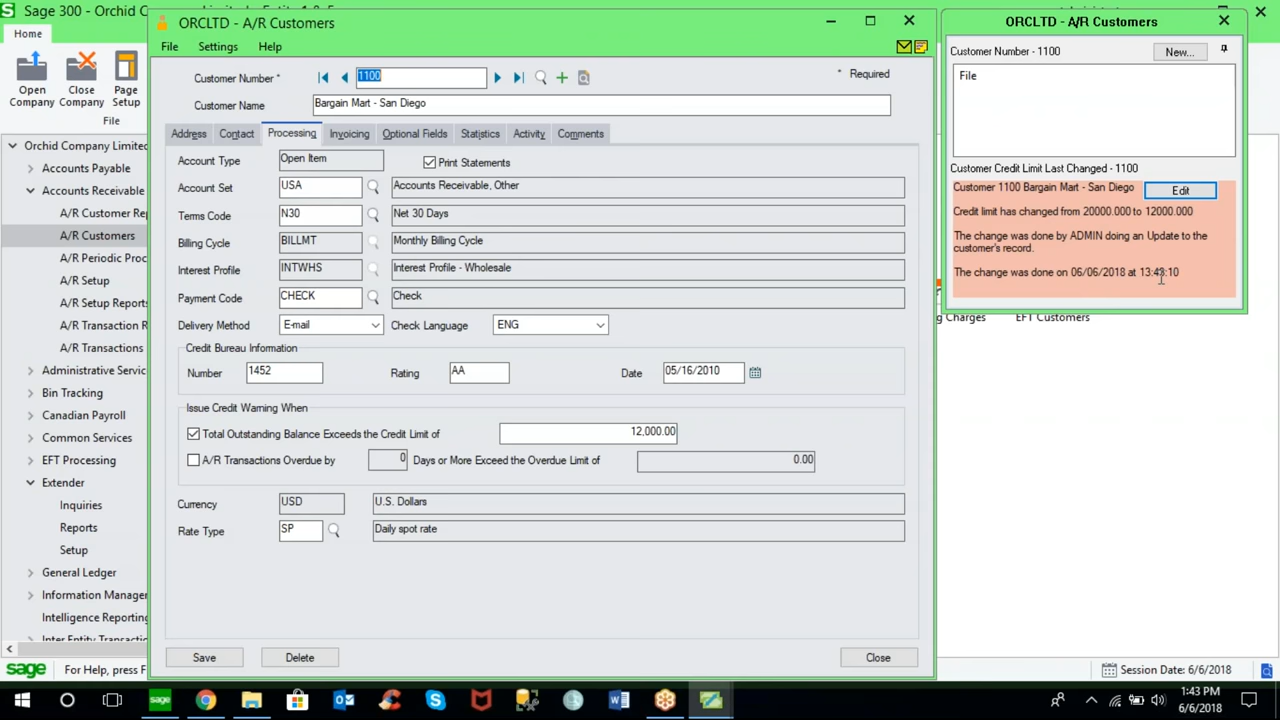 Sage 300 - Orchid Company Limited
Home
Open Company
Close Company
Page Setup
File
Orchid Company Limited
Accounts Payable
Accounts Receivable
A/R Customer Re
A/R Customers
A/R Periodic Proc
A/R Setup
A/R Setup Reports
A/R Transaction R
A/R Transactions
Administrative Servic
Bin Tracking
Canadian Payroll
Common Services
EFT Processing
Extender
Inquiries
Reports
Setup
General Ledger
Information Manager
Intelligence Reporting
Inter Entity Transacti
sage
For Help, press F
ORCLTD - A/R Customers
File Settings Help
Customer Number * 1100
* Required
Customer Name Bargain Mart - San Diego
Address Contact Processing Invoicing Optional Fields Statistics Activity Comments
Account Type Open Item Print Statements
Account Set USA Accounts Receivable, Other
Terms Code N30 Net 30 Days
Billing Cycle BILLMT Monthly Billing Cycle
Interest Profile INTWHS Interest Profile - Wholesale
Payment Code CHECK Check
Delivery Method E-mail Check Language ENG
Credit Bureau Information
Number 1452 Rating AA Date 05/16/2010
Issue Credit Warning When
Total Outstanding Balance Exceeds the Credit Limit of 12,000.00
A/R Transactions Overdue by 0 Days or More Exceed the Overdue Limit of 0.00
Currency USD U.S. Dollars
Rate Type SP Daily spot rate
Save Delete Close
ORCLTD - A/R Customers
Customer Number - 1100 New...
File
Customer Credit Limit Last Changed - 1100
Customer 1100 Bargain Mart - San Diego Edit
Credit limit has changed from 20000.000 to 12000.000
The change was done by ADMIN doing an Update to the
customer's record.
The change was done on 06/06/2018 at 13:43:10
g Charges EFT Customers
Session Date: 6/6/2018
1:43 PM
6/6/2018